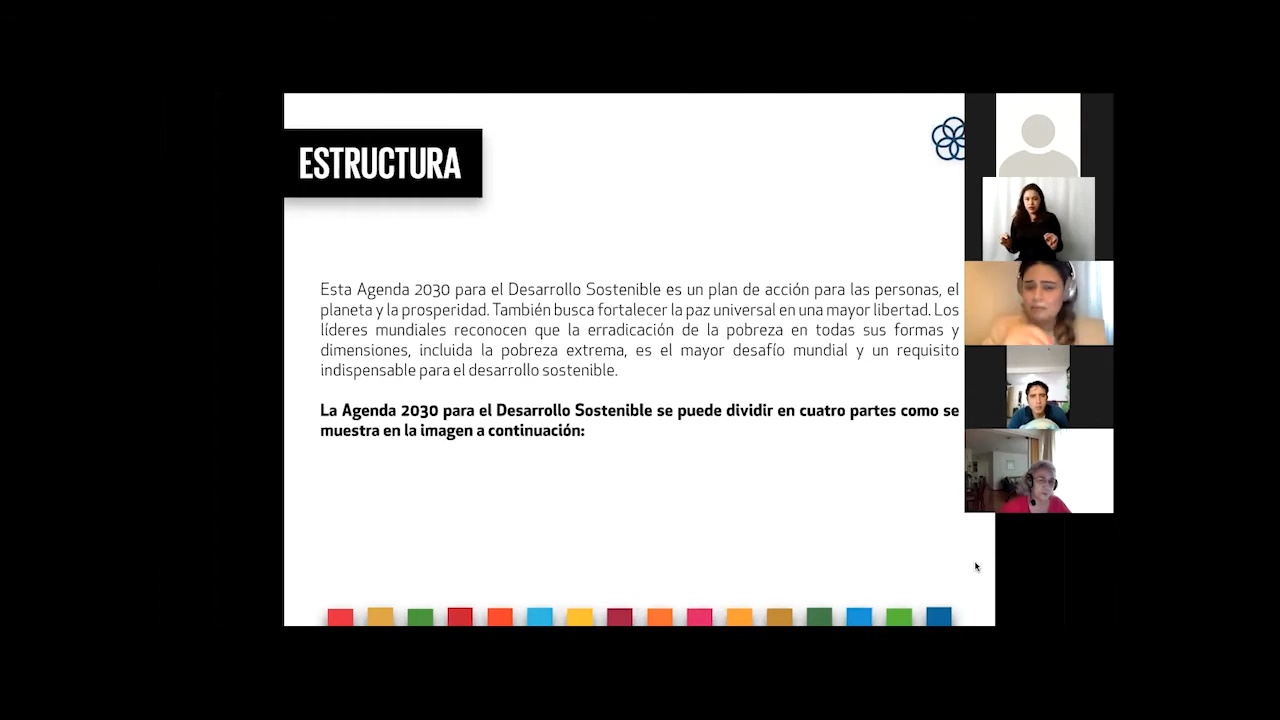 ESTRUCTURA
Esta Agenda 2030 para el Desarrollo Sostenible es un plan de acción para las personas, el
planeta y la prosperidad. También busca fortalecer la paz universal en una mayor libertad. Los
líderes mundiales reconocen que la erradicación de la pobreza en todas sus formas y
dimensiones, incluida la pobreza extrema, es el mayor desafío mundial y un requisito
indispensable para el desarrollo sostenible.
La Agenda 2030 para el Desarrollo Sostenible se puede dividir en cuatro partes como se
muestra en la imagen a continuación: